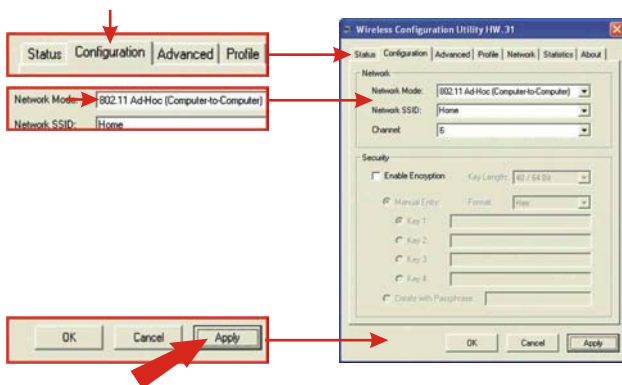 Status Configuration Advanced Profile
Network Mode: 802.11 Ad-Hoc (Computer-to-Computer)
Network SSID: Home
OK Cancel Apply
Wireless Configuration Utility HW.31
Status Configuration Advanced Profile Network Statistics About
Network
Network Mode: 802.11 Ad-Hoc (Computer-to-Computer)
Network SSID: Home
Channel: 6
Security
Enable Encryption Key Length: 40 / 64 Bit
Manual Entry Format: Hex
Key 1:
Key 2:
Key 3:
Key 4:
Create with Passphrase
OK Cancel Apply